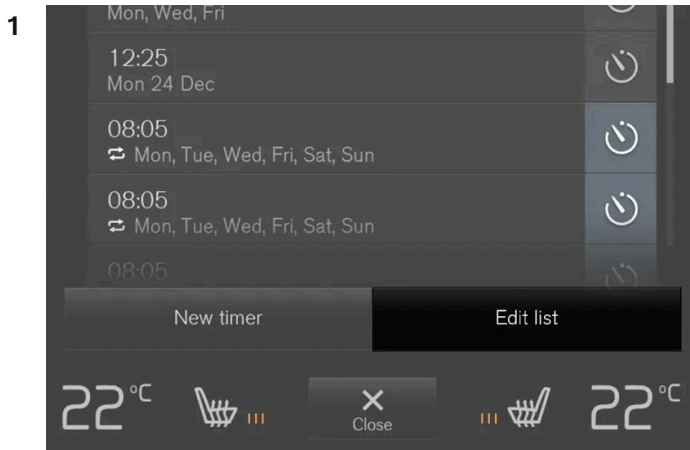 1
Mon, Wed, Fri
12:25
Mon 24 Dec
08:05
Mon, Tue, Wed, Fri, Sat, Sun
08:05
Mon, Tue, Wed, Fri, Sat, Sun
08:05
New timer
Edit list
22°C
Close
22°C